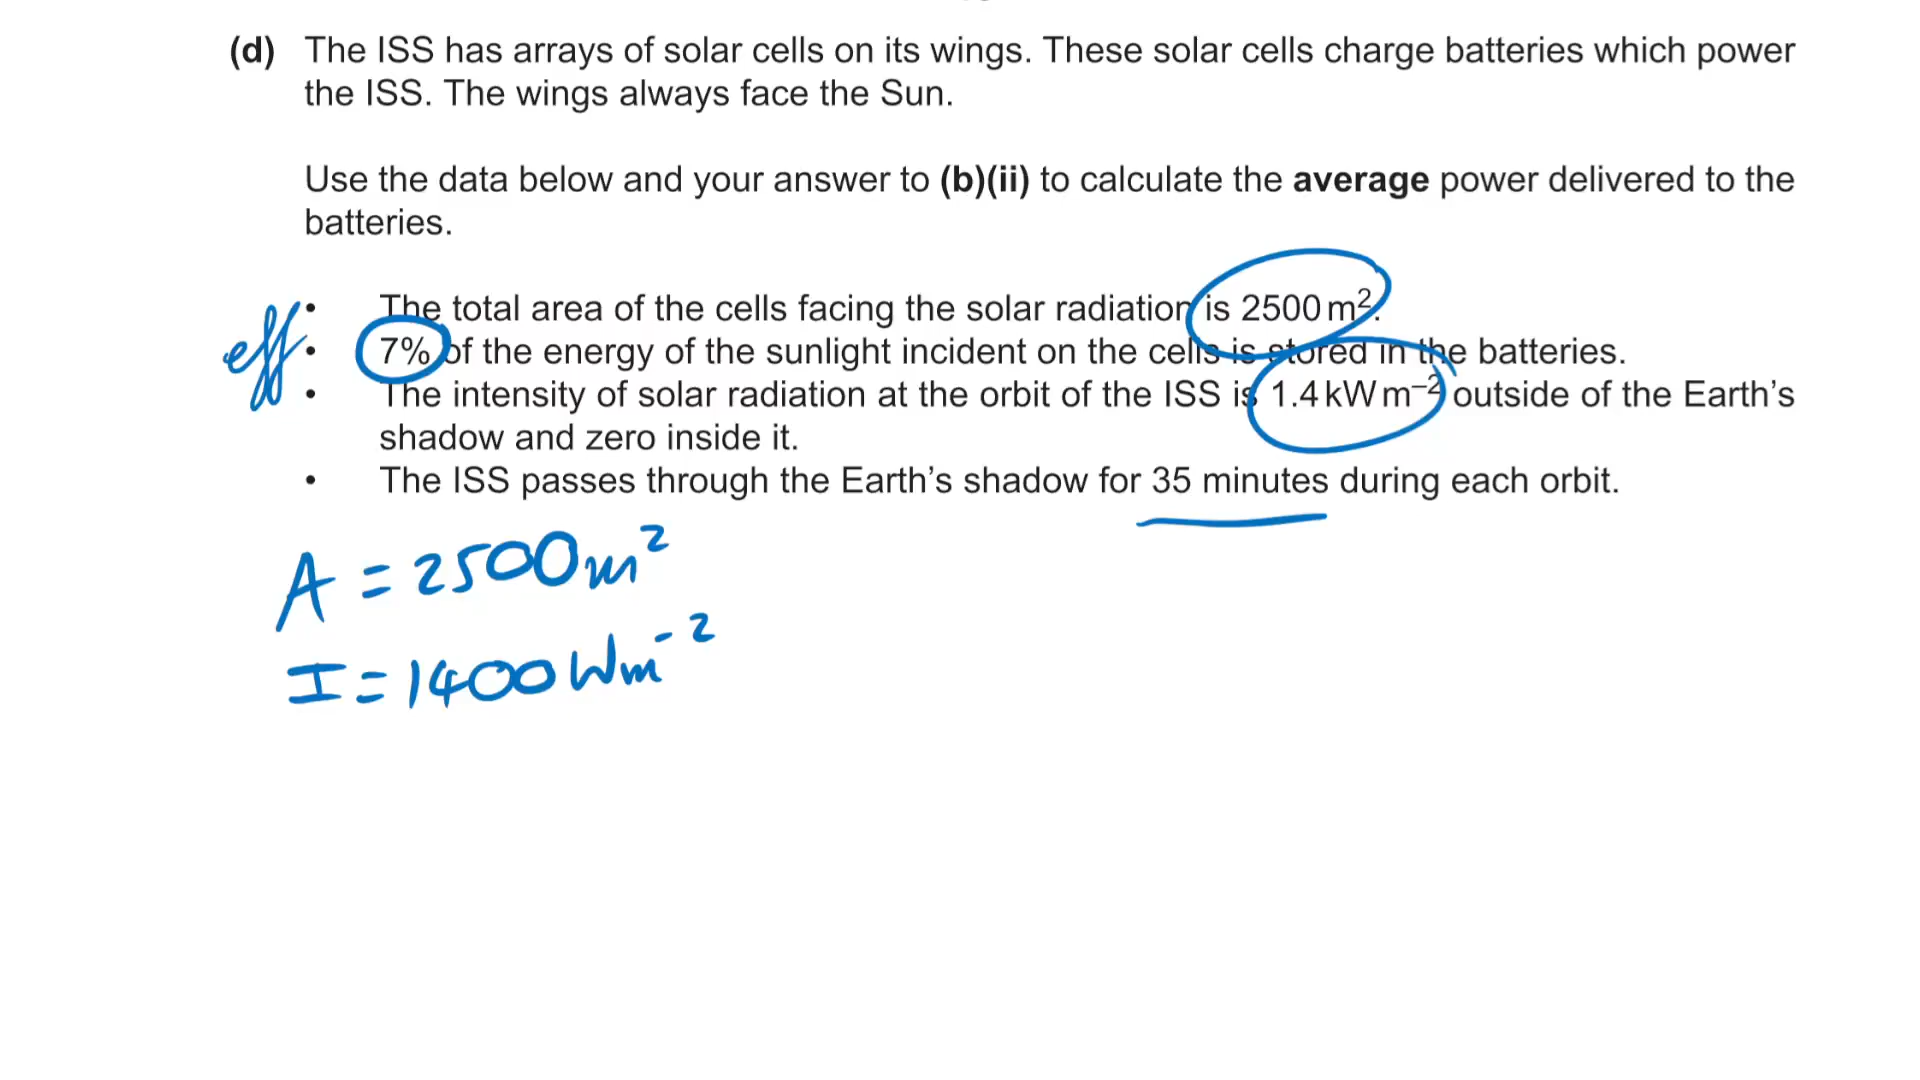 (d) The ISS has arrays of solar cells on its wings. These solar cells charge batteries which power
the ISS. The wings always face the Sun.
Use the data below and your answer to (b)(ii) to calculate the average power delivered to the
batteries.
• The total area of the cells facing the solar radiation is 2500 m².
eff • 7% of the energy of the sunlight incident on the cells is stored in the batteries.
• The intensity of solar radiation at the orbit of the ISS is 1.4 kW m⁻² outside of the Earth’s
shadow and zero inside it.
• The ISS passes through the Earth’s shadow for 35 minutes during each orbit.
A = 2500m²
I = 1400 Wm⁻²